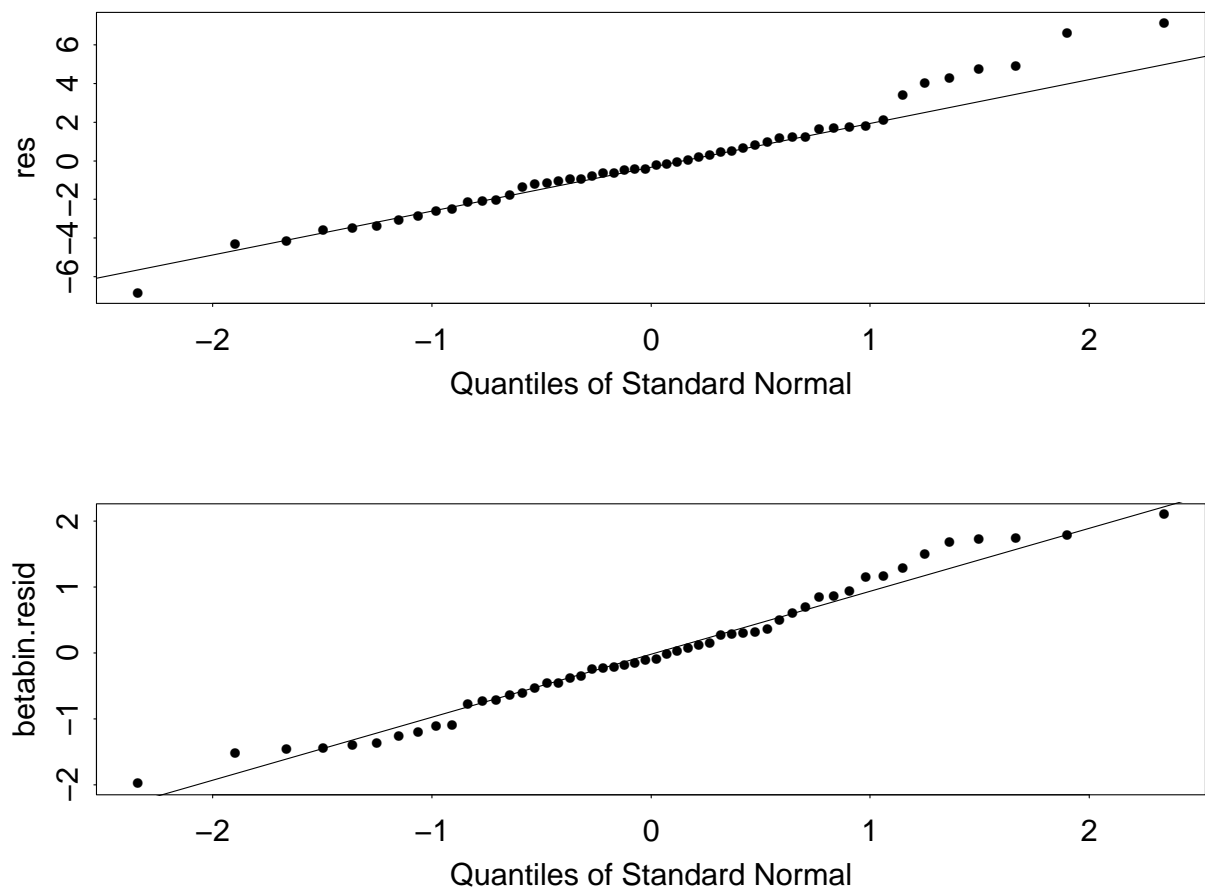 6
4
2
0
−2
−4
−6
res
−2 −1 0 1 2
Quantiles of Standard Normal
2
1
0
−1
−2
betabin.resid
−2 −1 0 1 2
Quantiles of Standard Normal